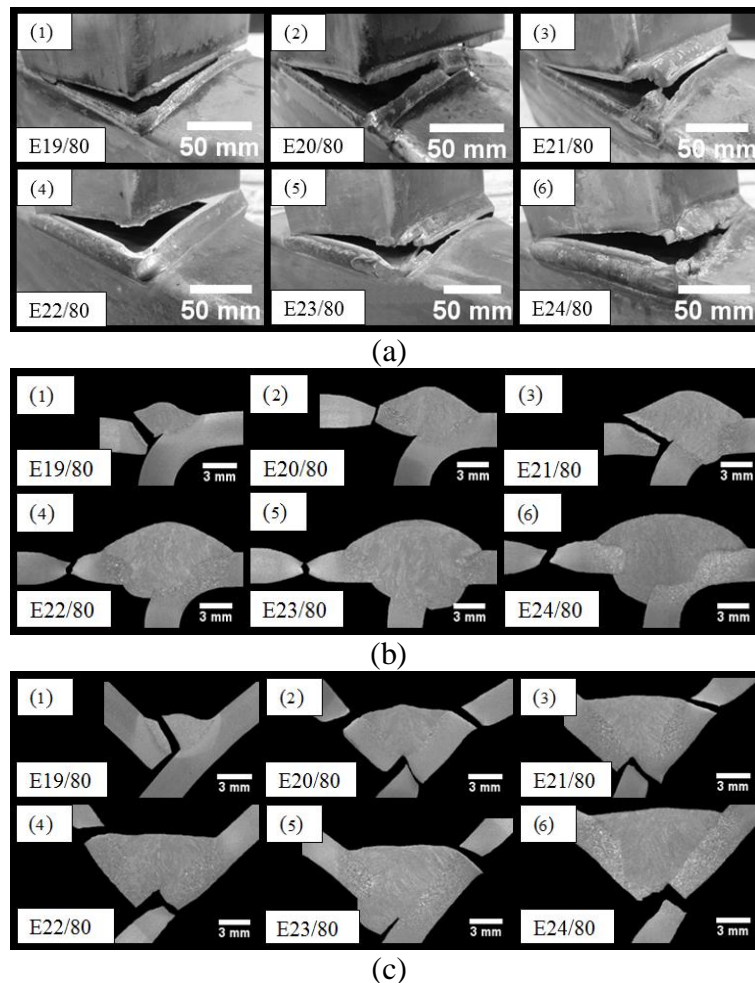 (1) (2) (3)
E19/80 50 mm E20/80 50 mm E21/80 50 mm
(4) (5) (6)
E22/80 50 mm E23/80 50 mm E24/80 50 mm
(a)
(1) (2) (3)
E19/80 3 mm E20/80 3 mm E21/80 3 mm
(4) (5) (6)
E22/80 3 mm E23/80 3 mm E24/80 3 mm
(b)
(1) (2) (3)
E19/80 3 mm E20/80 3 mm E21/80 3 mm
(4) (5) (6)
E22/80 3 mm E23/80 3 mm E24/80 3 mm
(c)